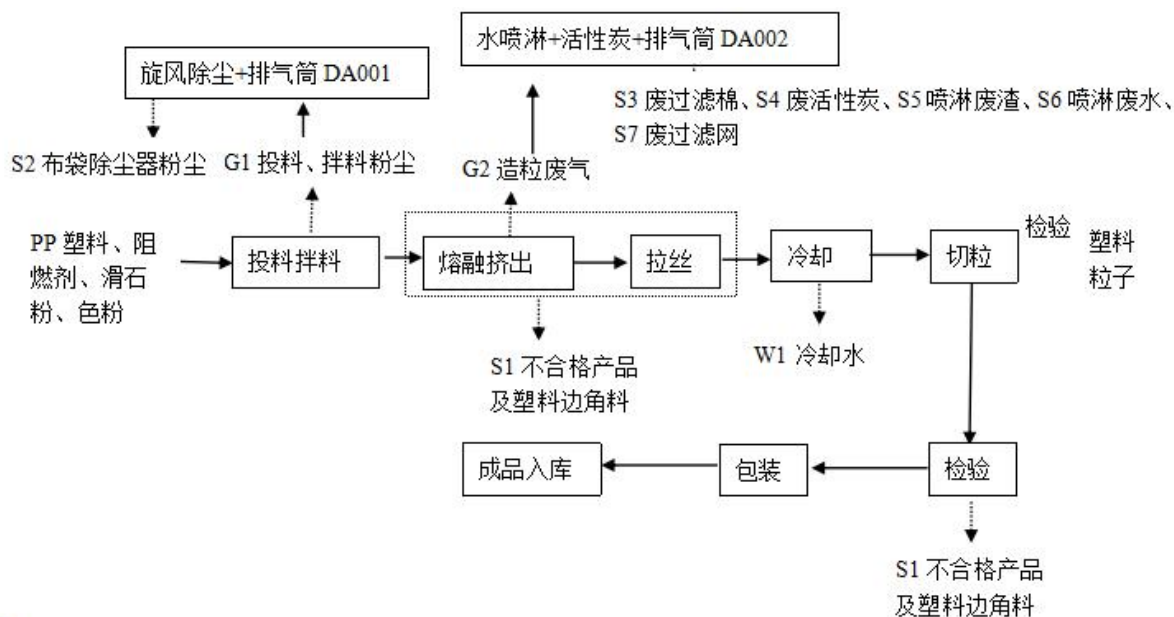 水喷淋+活性炭+排气筒 DA002
旋风除尘+排气筒 DA001
S3 废过滤棉、S4 废活性炭、S5 喷淋废渣、S6 喷淋废水、
S7 废过滤网
S2 布袋除尘器粉尘
G1 投料、拌料粉尘
G2 造粒废气
PP 塑料、阻
燃剂、滑石
粉、色粉
投料拌料
熔融挤出
拉丝
冷却
切粒
检验
塑料
粒子
S1 不合格产品
及塑料边角料
W1 冷却水
成品入库
包装
检验
S1 不合格产品
及塑料边角料